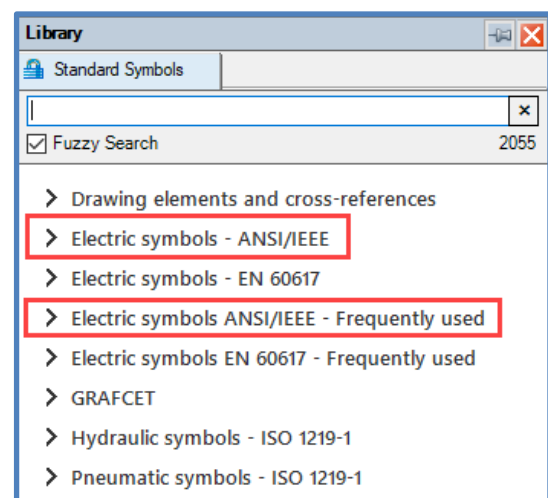 Library
Standard Symbols
Fuzzy Search 2055
Drawing elements and cross-references
Electric symbols - ANSI/IEEE
Electric symbols - EN 60617
Electric symbols ANSI/IEEE - Frequently used
Electric symbols EN 60617 - Frequently used
GRAFCET
Hydraulic symbols - ISO 1219-1
Pneumatic symbols - ISO 1219-1